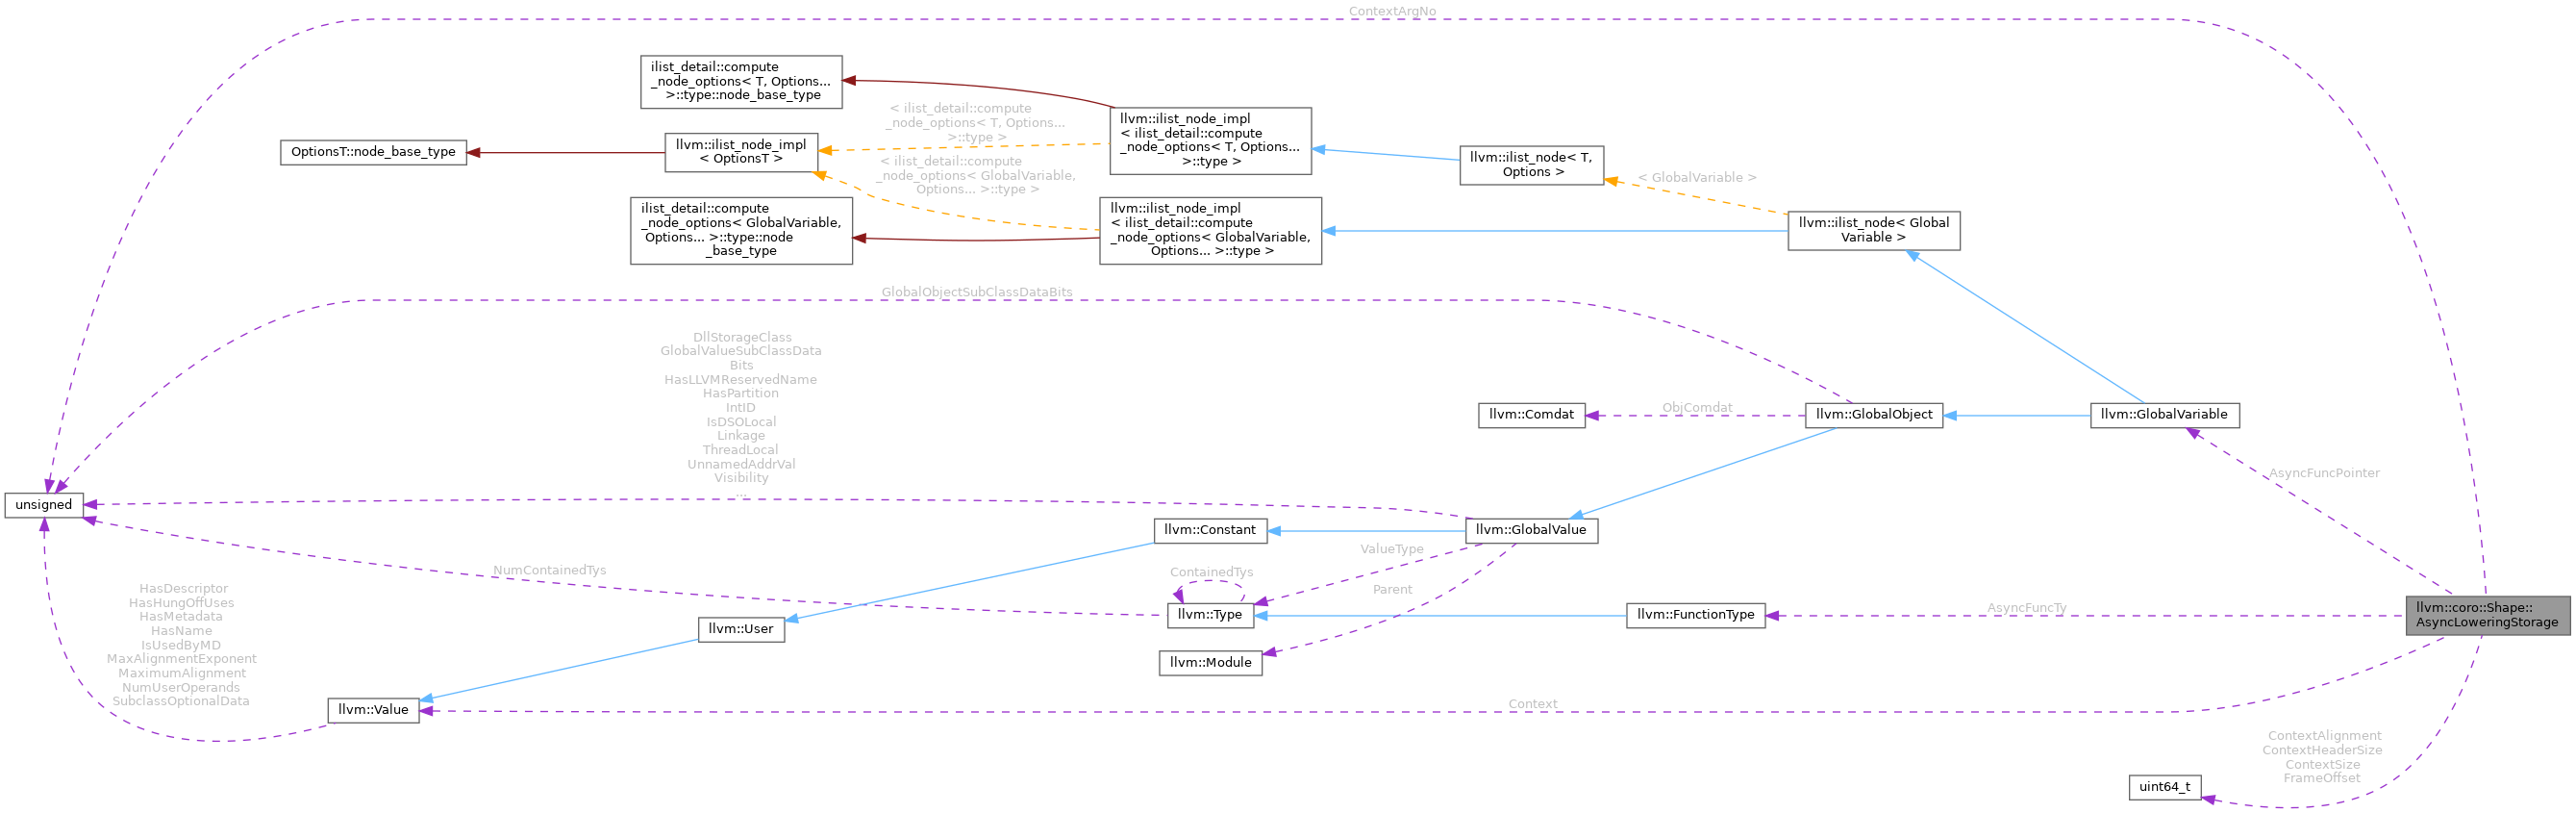 ContextArgNo
ilist_detail::compute
_node_options< T, Options...
>::type::node_base_type
< ilist_detail::compute
_node_options< T, Options...
>::type >
llvm::ilist_node_impl
< ilist_detail::compute
_node_options< T, Options...
>::type >
OptionsT::node_base_type
llvm::ilist_node_impl
< OptionsT >
llvm::ilist_node< T,
Options >
< ilist_detail::compute
_node_options< GlobalVariable,
Options... >::type >
< GlobalVariable >
ilist_detail::compute
_node_options< GlobalVariable,
Options... >::type::node
_base_type
llvm::ilist_node_impl
< ilist_detail::compute
_node_options< GlobalVariable,
Options... >::type >
llvm::ilist_node< Global
Variable >
GlobalObjectSubClassDataBits
DllStorageClass
GlobalValueSubClassData
Bits
HasLLVMReservedName
HasPartition
IntID
IsDSOLocal
Linkage
ThreadLocal
UnnamedAddrVal
Visibility
...
llvm::Comdat
ObjComdat
llvm::GlobalObject
llvm::GlobalVariable
AsyncFuncPointer
unsigned
llvm::Constant
llvm::GlobalValue
ValueType
NumContainedTys
ContainedTys
Parent
HasDescriptor
HasHungOffUses
HasMetadata
HasName
IsUsedByMD
MaxAlignmentExponent
MaximumAlignment
NumUserOperands
SubclassOptionalData
llvm::Type
llvm::FunctionType
AsyncFuncTy
llvm::coro::Shape::
AsyncLoweringStorage
llvm::User
llvm::Module
llvm::Value
Context
ContextAlignment
ContextHeaderSize
ContextSize
FrameOffset
uint64_t